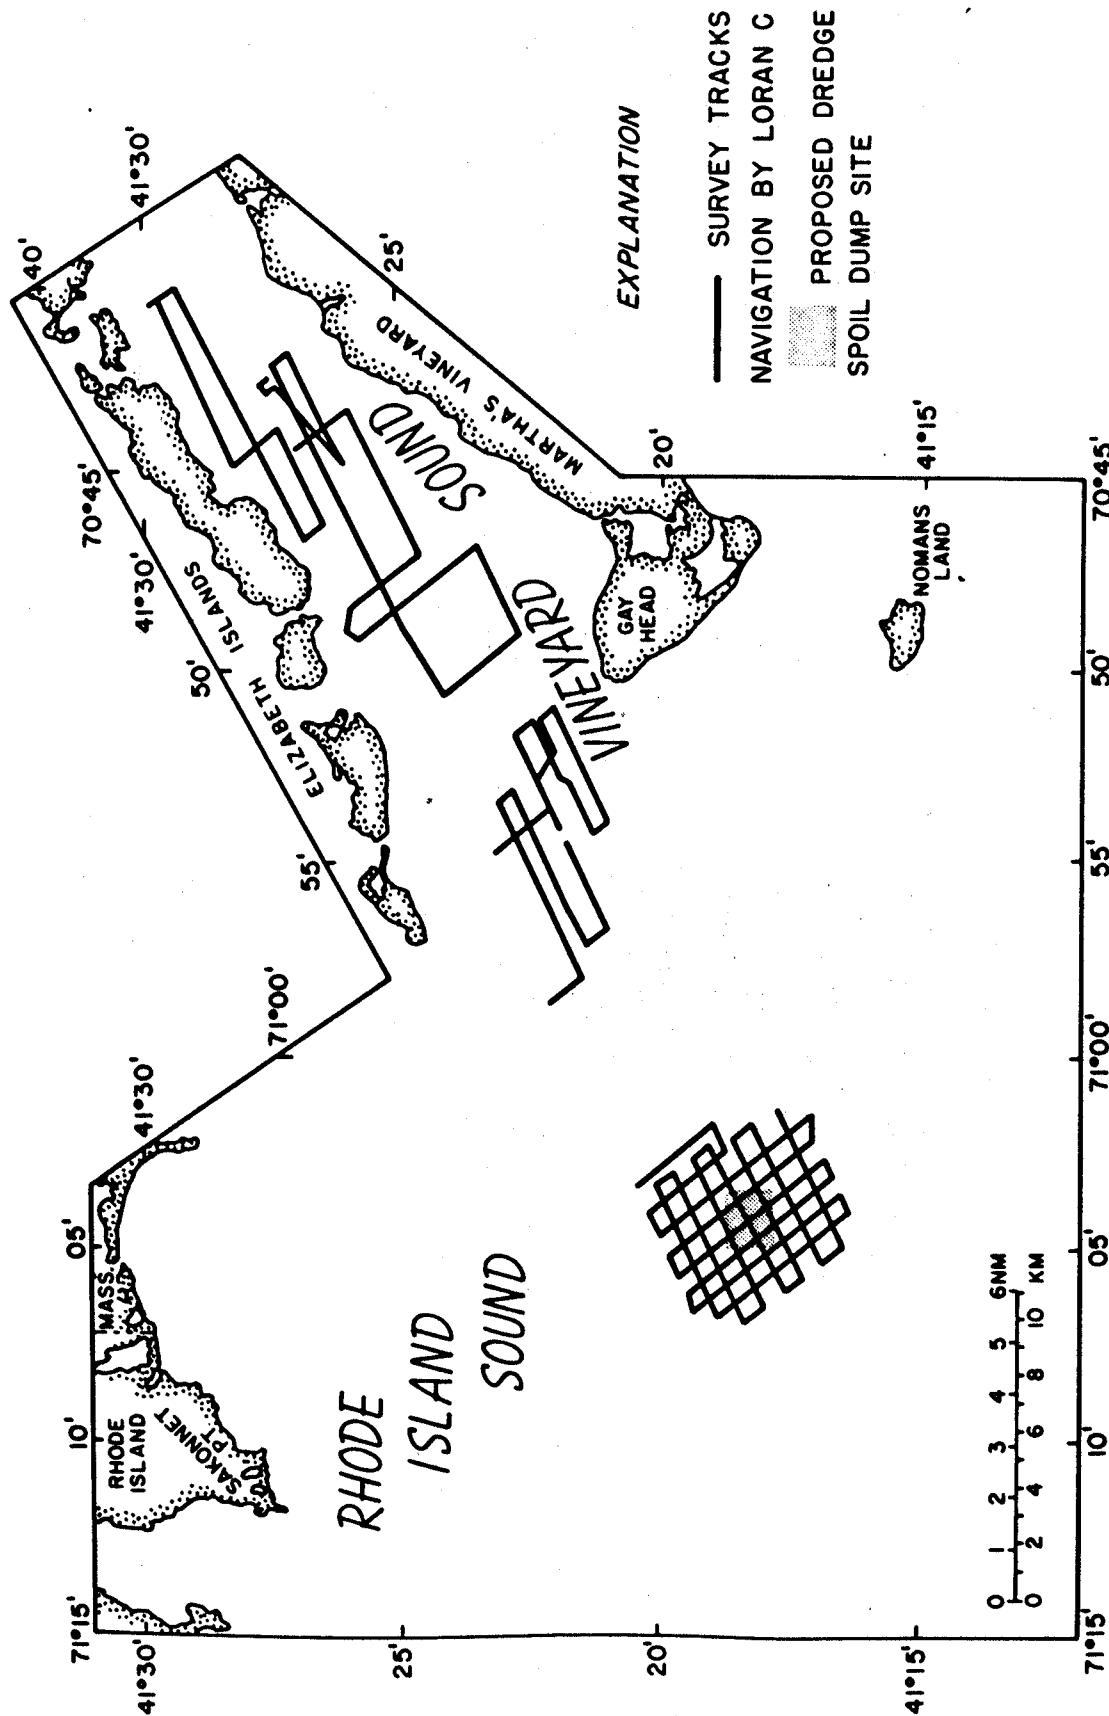 40'
41°30'
70°45'
41°30'
25'
ELIZABETH ISLANDS
50'
MARTHA'S VINEYARD
VINEYARD SOUND
55'
20'
GAY
HEAD
41°15'
NOMANS
LAND
71°00'
41°30'
05'
MASS.
10'
RHODE
ISLAND
SAKONNET
PT
71°15'
41°30'
25'
20'
41°15'
RHODE
ISLAND
SOUND
0 1 2 3 4 5 6NM
0 2 4 6 8 10 KM
71°15'
10'
05'
71°00'
55'
50'
70°45'
EXPLANATION
SURVEY TRACKS
NAVIGATION BY LORAN C
PROPOSED DREDGE
SPOIL DUMP SITE